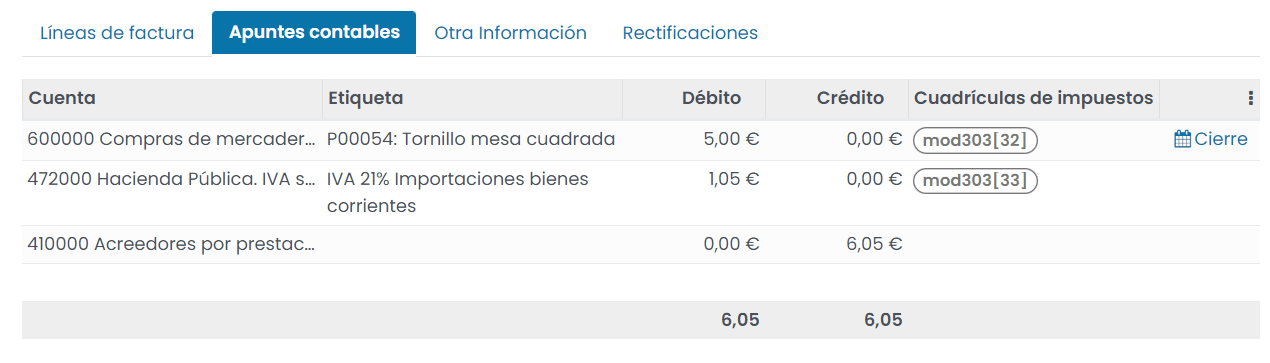 Líneas de factura Apuntes contables Otra Información Rectificaciones
Cuenta Etiqueta Débito Crédito Cuadrículas de impuestos
600000 Compras de mercader... P00054: Tornillo mesa cuadrada 5,00 € 0,00 € mod303[32] Cierre
472000 Hacienda Pública. IVA s... IVA 21% Importaciones bienes 1,05 € 0,00 € mod303[33]
corrientes
410000 Acreedores por prestac... 0,00 € 6,05 €
6,05 6,05